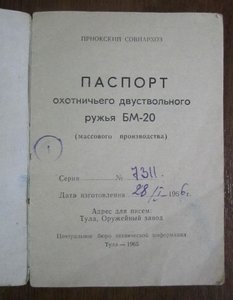 ПРИОКСКИЙ СОВНАРХОЗ
ПАСПОРТ
охотничьего двуствольного
ружья БМ-20
(массового производства)
1
Серия № 7311
Дата изготовления 28/I 1966 г.
Адрес для писем:
Тула, Оружейный завод
Центральное бюро технической информации
Тула — 1965